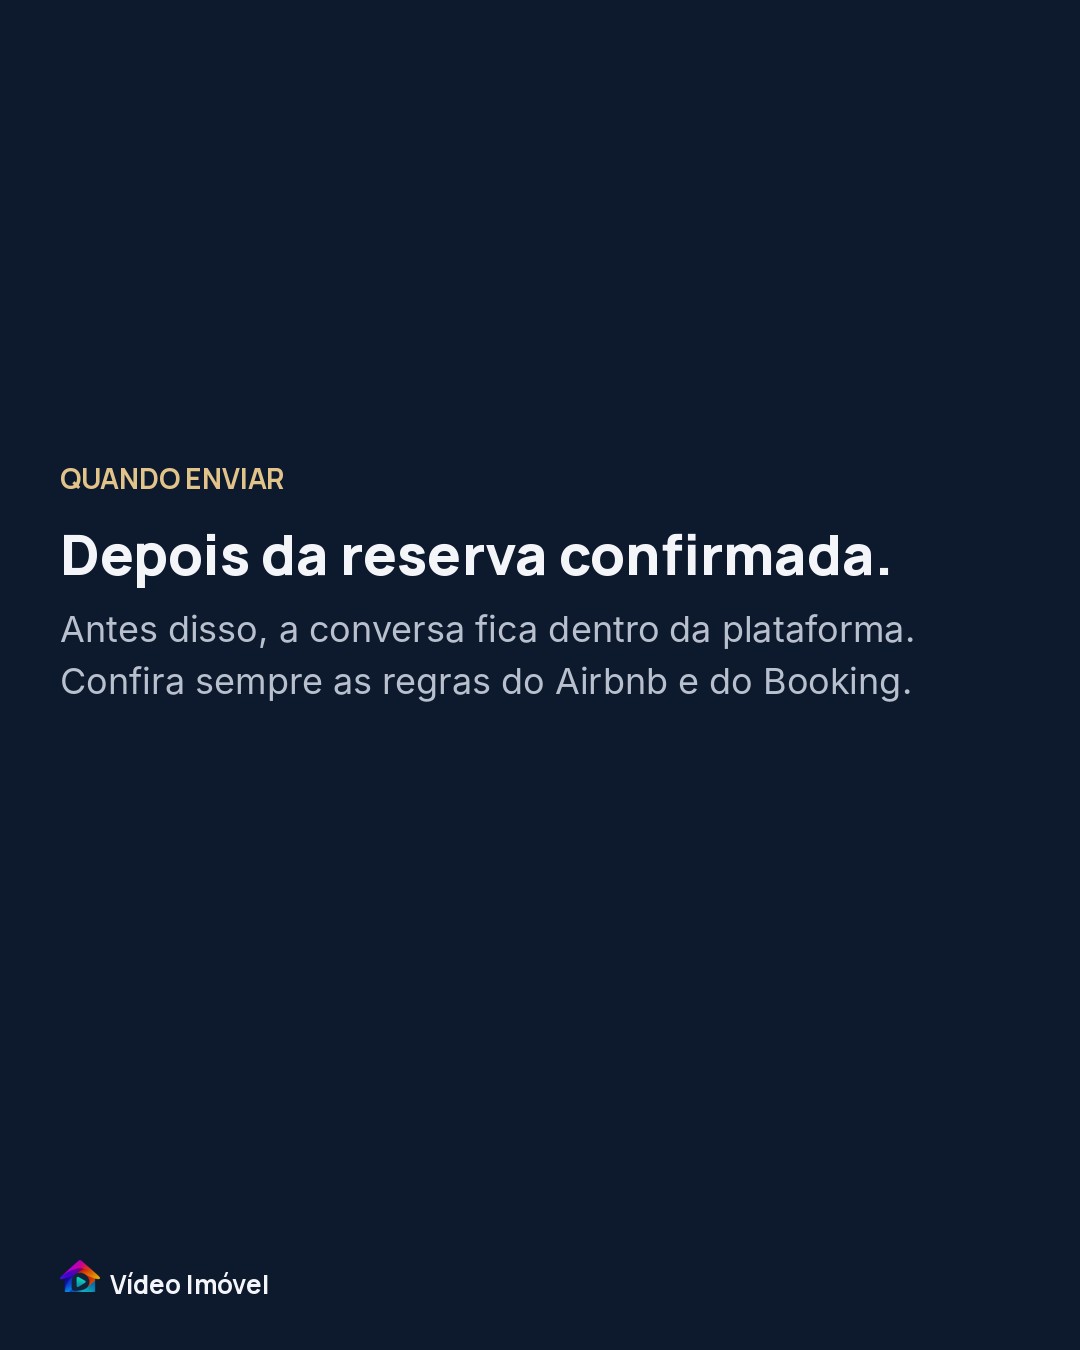 QUANDO ENVIAR
Depois da reserva confirmada.
Antes disso, a conversa fica dentro da plataforma.
Confira sempre as regras do Airbnb e do Booking.
Vídeo Imóvel